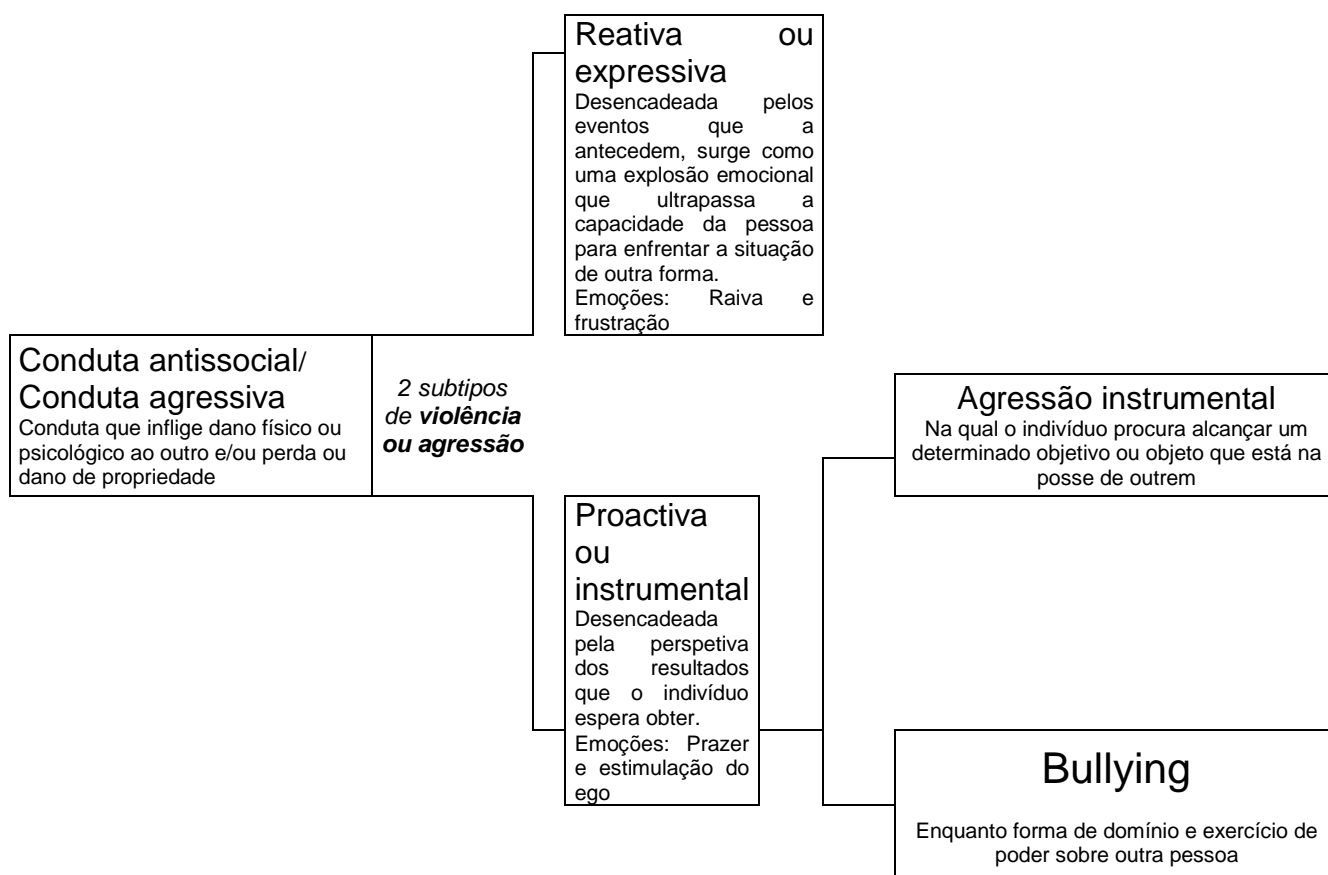 Reativa ou
expressiva
Desencadeada pelos
eventos que a
antecedem, surge como
uma explosão emocional
que ultrapassa a
capacidade da pessoa
para enfrentar a situação
de outra forma.
Emoções: Raiva e
frustração
Conduta antissocial/
Conduta agressiva
Conduta que inflige dano físico ou
psicológico ao outro e/ou perda ou
dano de propriedade
2 subtipos
de violência
ou agressão
Agressão instrumental
Na qual o indivíduo procura alcançar um
determinado objetivo ou objeto que está na
posse de outrem
Proactiva
ou
instrumental
Desencadeada
pela perspetiva
dos resultados
que o indivíduo
espera obter.
Emoções: Prazer
e estimulação do
ego
Bullying
Enquanto forma de domínio e exercício de
poder sobre outra pessoa